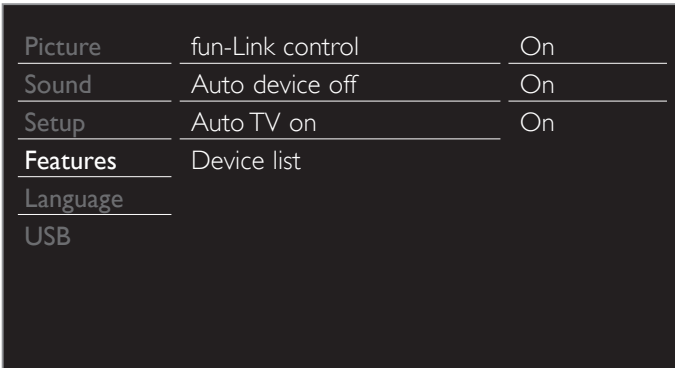 Picture fun-Link control On
Sound Auto device off On
Setup Auto TV on On
Features Device list
Language
USB